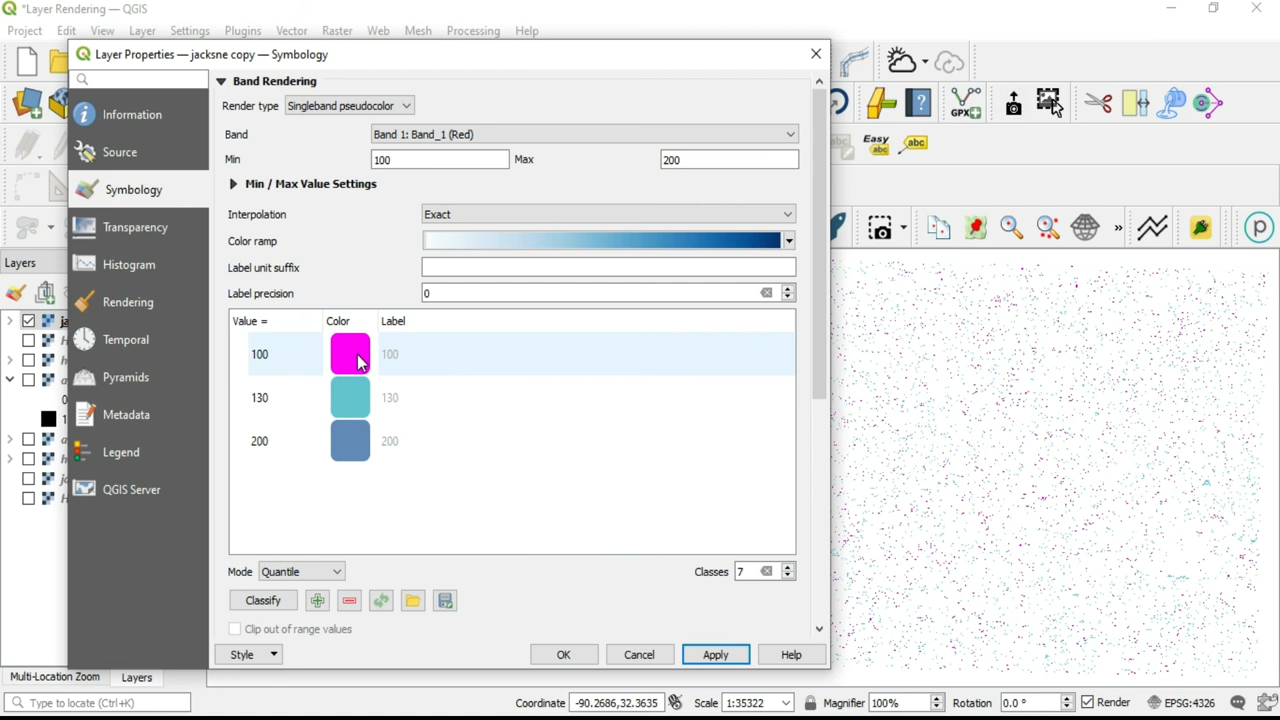 *Layer Rendering — QGIS
Project Edit View Layer Settings Plugins Vector Raster Web Mesh Processing Help
Layer Properties — jacksne copy — Symbology
Information
Source
Symbology
Transparency
Histogram
Rendering
Temporal
Pyramids
Metadata
Legend
QGIS Server
Band Rendering
Render type Singleband pseudocolor
Band Band 1: Band_1 (Red)
Min 100 Max 200
Min / Max Value Settings
Interpolation Exact
Color ramp
Label unit suffix
Label precision 0
Value = Color Label
100 100
130 130
200 200
Mode Quantile Classes 7
Classify
Clip out of range values
Style OK Cancel Apply Help
GPX
abc
Easy
abc
abc
»
p
Layers
Multi-Location Zoom Layers
Type to locate (Ctrl+K) Coordinate -90.2686,32.3635 Scale 1:35322 Magnifier 100% Rotation 0.0 ° Render EPSG:4326